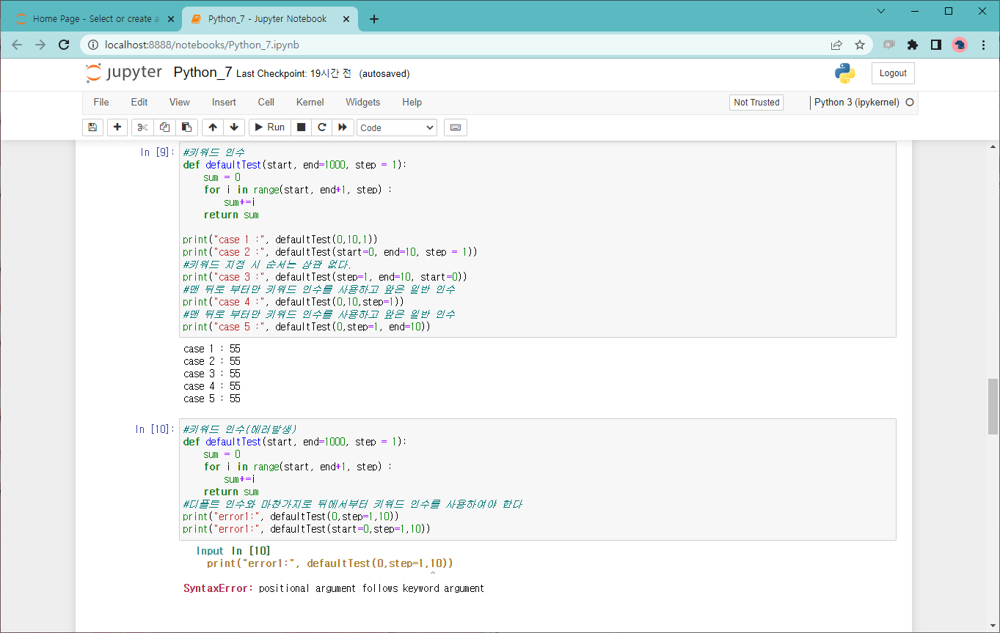 Home Page - Select or create a
Python_7 - Jupyter Notebook
localhost:8888/notebooks/Python_7.ipynb
jupyter Python_7 Last Checkpoint: 19시간 전 (autosaved)
Logout
File Edit View Insert Cell Kernel Widgets Help
Not Trusted
Python 3 (ipykernel)
Run
Code
In [9]:
#키워드 인수
def defaultTest(start, end=1000, step = 1):
    sum = 0
    for i in range(start, end+1, step) :
        sum+=i
    return sum
print("case 1 :", defaultTest(0,10,1))
print("case 2 :", defaultTest(start=0, end=10, step = 1))
#키워드 지정 시 순서는 상관 없다.
print("case 3 :", defaultTest(step=1, end=10, start=0))
#맨 뒤로 부터만 키워드 인수를 사용하고 앞은 일반 인수
print("case 4 :", defaultTest(0,10,step=1))
#맨 뒤로 부터만 키워드 인수를 사용하고 앞은 일반 인수
print("case 5 :", defaultTest(0,step=1, end=10))
case 1 : 55
case 2 : 55
case 3 : 55
case 4 : 55
case 5 : 55
In [10]:
#키워드 인수(에러발생)
def defaultTest(start, end=1000, step = 1):
    sum = 0
    for i in range(start, end+1, step) :
        sum+=i
    return sum
#디폴트 인수와 마찬가지로 뒤에서부터 키워드 인수를 사용하여야 한다
print("error1:", defaultTest(0,step=1,10))
print("error1:", defaultTest(start=0,step=1,10))
Input In [10]
print("error1:", defaultTest(0,step=1,10))
^
SyntaxError: positional argument follows keyword argument